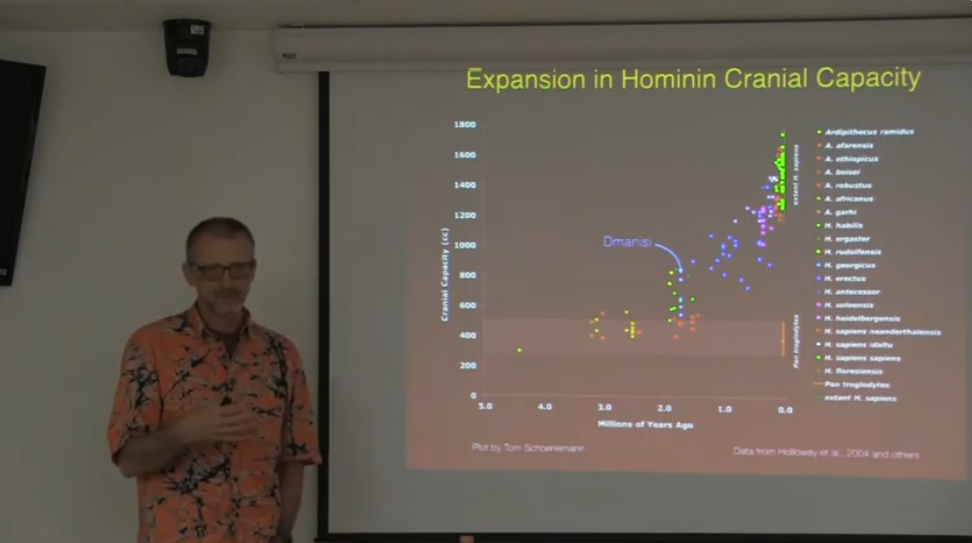 Expansion in Hominin Cranial Capacity
1800
1600
1400
1200
1000
800
600
400
200
0
Cranial Capacity (cc)
5.0 4.0 3.0 2.0 1.0 0.0
Millions of Years Ago
Dmanisi
extant H. sapiens
Pan troglodytes
Ardipithecus ramidus
A. afarensis
A. ethiopicus
A. boisei
A. robustus
A. africanus
A. garhi
H. habilis
H. ergaster
H. rudolfensis
H. georgicus
H. erectus
H. antecessor
H. soloensis
H. heidelbergensis
H. sapiens neanderthalensis
H. sapiens idaltu
H. sapiens sapiens
H. floresiensis
Pan troglodytes
extant H. sapiens
Plot by Tom Schoenemann
Data from Holloway et al., 2004 and others